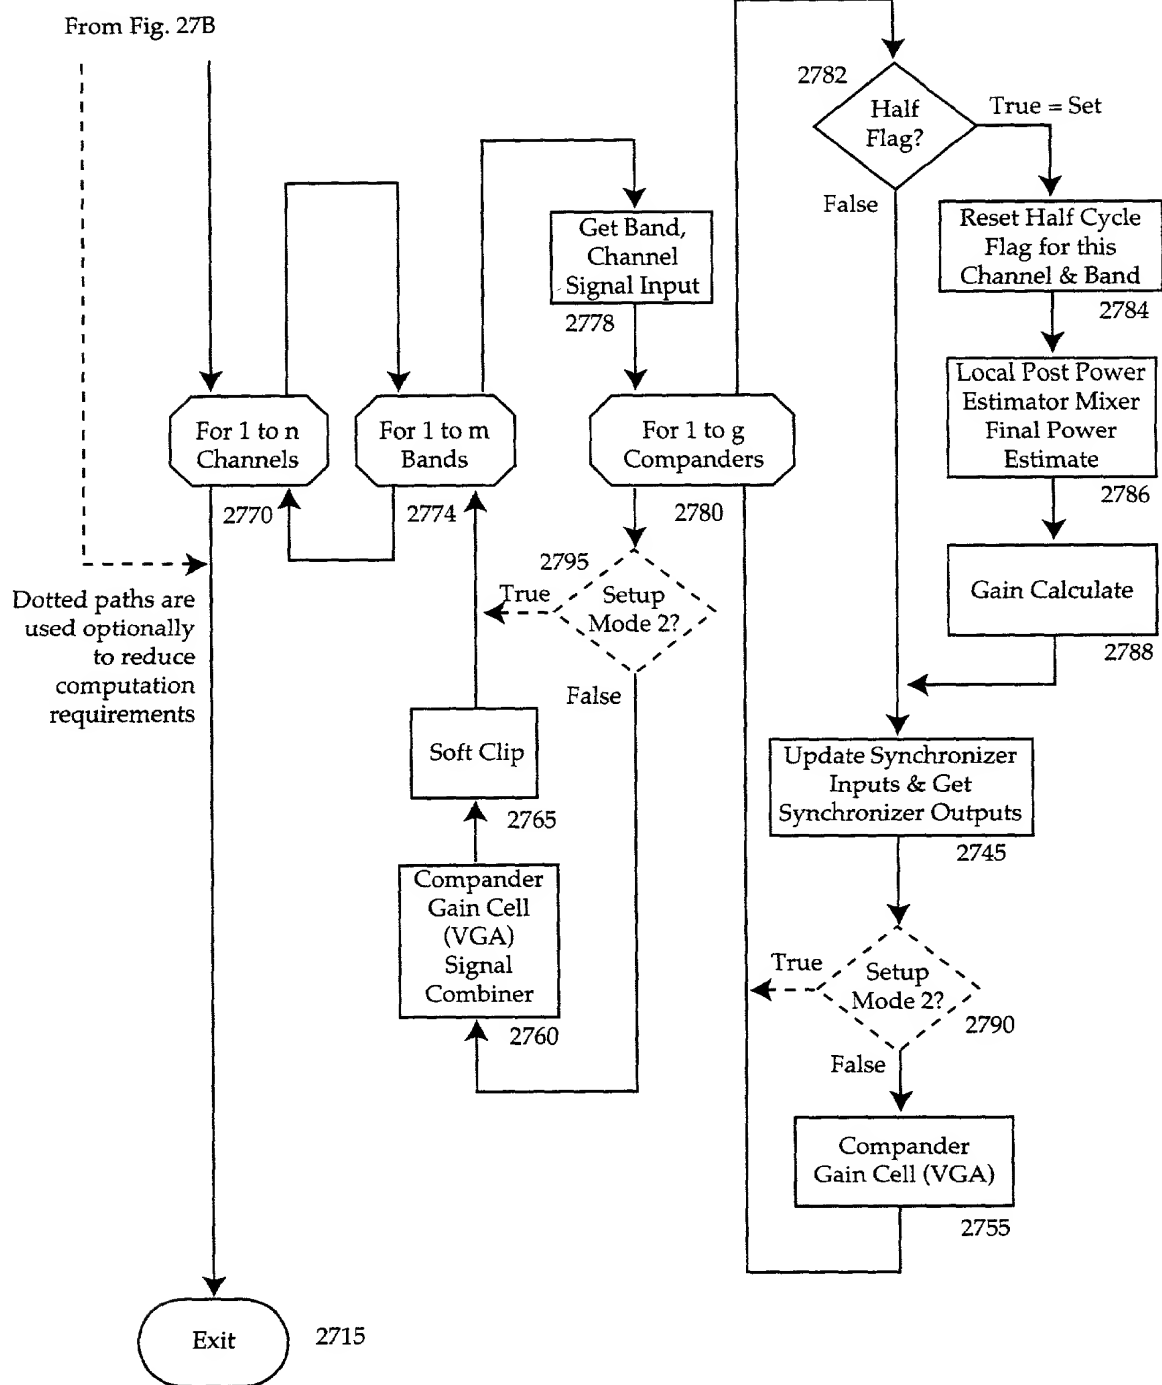 From Fig. 27B
2782
Half
Flag?
True = Set
False
Reset Half Cycle
Flag for this
Channel & Band
2784
Get Band,
Channel
Signal Input
2778
Local Post Power
Estimator Mixer
Final Power
Estimate
2786
For 1 to n
Channels
2770
For 1 to m
Bands
2774
For 1 to g
Companders
2780
2795
True
Setup
Mode 2?
False
Gain Calculate
2788
Dotted paths are
used optionally
to reduce
computation
requirements
Soft Clip
2765
Update Synchronizer
Inputs & Get
Synchronizer Outputs
2745
Compander
Gain Cell
(VGA)
Signal
Combiner
2760
True
Setup
Mode 2?
2790
False
Compander
Gain Cell (VGA)
2755
Exit
2715